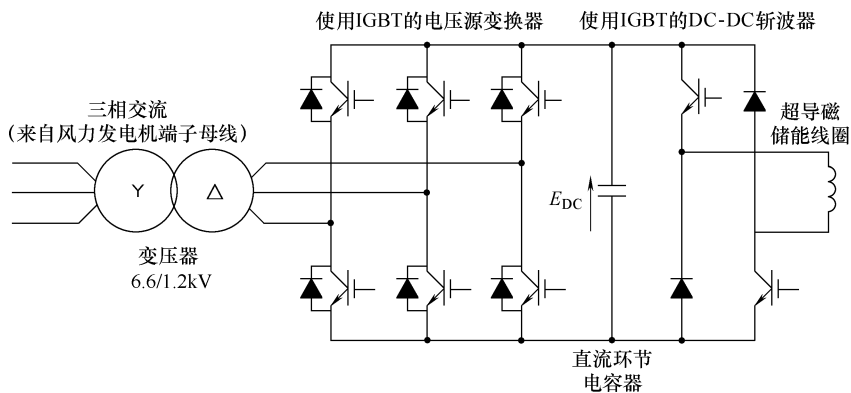 使用IGBT的电压源变换器
使用IGBT的DC-DC斩波器
三相交流
(来自风力发电机端子母线)
超导磁
储能线圈
Y
Δ
E_DC
变压器
6.6/1.2kV
直流环节
电容器